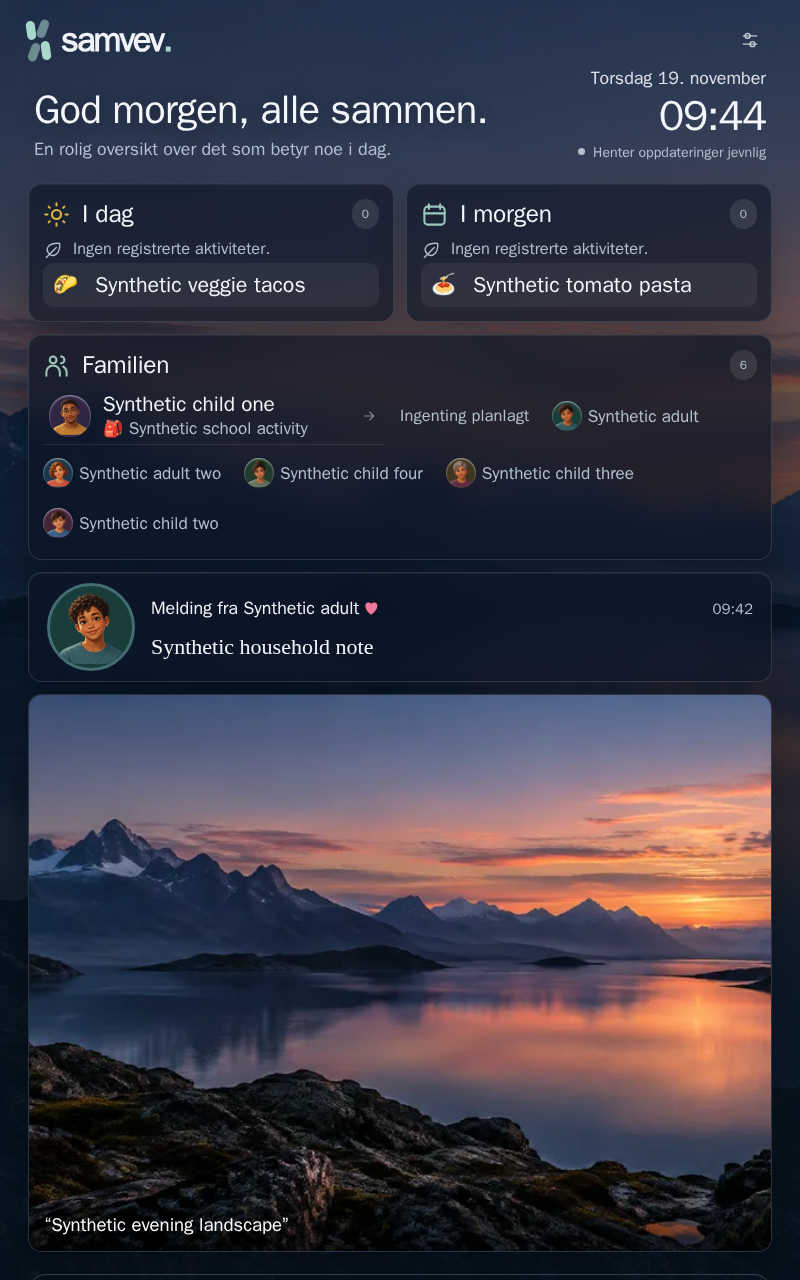 samvev.
Torsdag 19. november
God morgen, alle sammen.
09:44
En rolig oversikt over det som betyr noe i dag.
Henter oppdateringer jevnlig
I dag
0
Ingen registrerte aktiviteter.
Synthetic veggie tacos
I morgen
0
Ingen registrerte aktiviteter.
Synthetic tomato pasta
Familien
6
Synthetic child one
Synthetic school activity
Ingenting planlagt
Synthetic adult
Synthetic adult two
Synthetic child four
Synthetic child three
Synthetic child two
Melding fra Synthetic adult
09:42
Synthetic household note
“Synthetic evening landscape”